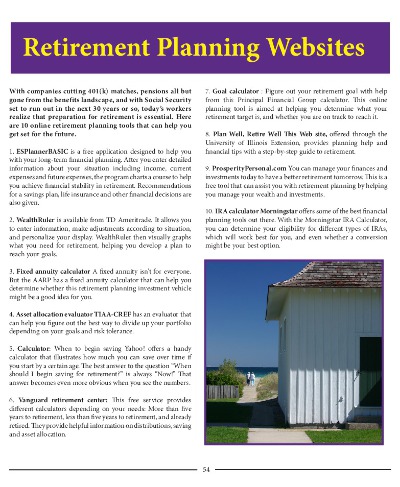 Retirement Planning Websites
With companies cutting 401(k) matches, pensions all but
gone from the benefits landscape, and with Social Security
set to run out in the next 30 years or so, today's workers
realize that preparation for retirement is essential. Here
are 10 online retirement planning tools that can help you
get set for the future.
1. ESPlannerBASIC is a free application designed to help you
with your long-term financial planning. After you enter detailed
information about your situation including income, current
expenses and future expenses, the program charts a course to help
you achieve financial stability in retirement. Recommendations
for a savings plan, life insurance and other financial decisions are
also given.
2. WealthRuler is available from TD Ameritrade. It allows you
to enter information, make adjustments according to situation,
and personalize your display. WealthRuler then visually graphs
what you need for retirement, helping you develop a plan to
reach your goals.
3. Fixed annuity calculator A fixed annuity isn't for everyone.
But the AARP has a fixed annuity calculator that can help you
determine whether this retirement planning investment vehicle
might be a good idea for you.
4. Asset allocation evaluator TIAA-CREF has an evaluator that
can help you figure out the best way to divide up your portfolio
depending on your goals and risk tolerance.
5. Calculator: When to begin saving Yahoo! offers a handy
calculator that illustrates how much you can save over time if
you start by a certain age. The best answer to the question "When
should I begin saving for retirement?" is always "Now!" That
answer becomes even more obvious when you see the numbers.
6. Vanguard retirement center: This free service provides
different calculators depending on your needs: More than five
years to retirement, less than five years to retirement, and already
retired. They provide helpful information on distributions, saving
and asset allocation.
7. Goal calculator : Figure out your retirement goal with help
from this Principal Financial Group calculator. This online
planning tool is aimed at helping you determine what your
retirement target is, and whether you are on track to reach it.
8. Plan Well, Retire Well This Web site, offered through the
University of Illinois Extension, provides planning help and
financial tips with a step-by-step guide to retirement.
9. ProsperityPersonal.com You can manage your finances and
investments today to have a better retirement tomorrow. This is a
free tool that can assist you with retirement planning by helping
you manage your wealth and investments.
10. IRA calculator Morningstar offers some of the best financial
planning tools out there. With the Morningstar IRA Calculator,
you can determine your eligibility for different types of IRAs,
which will work best for you, and even whether a conversion
might be your best option.
54